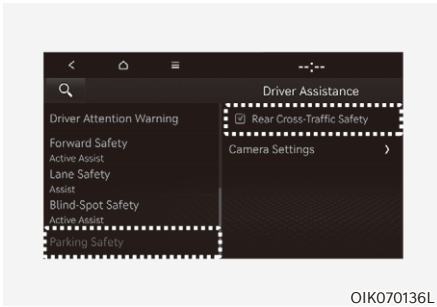 --:--
Driver Assistance
Driver Attention Warning
Forward Safety
Active Assist
Lane Safety
Assist
Blind-Spot Safety
Active Assist
Parking Safety
Rear Cross-Traffic Safety
Camera Settings
OIK070136L